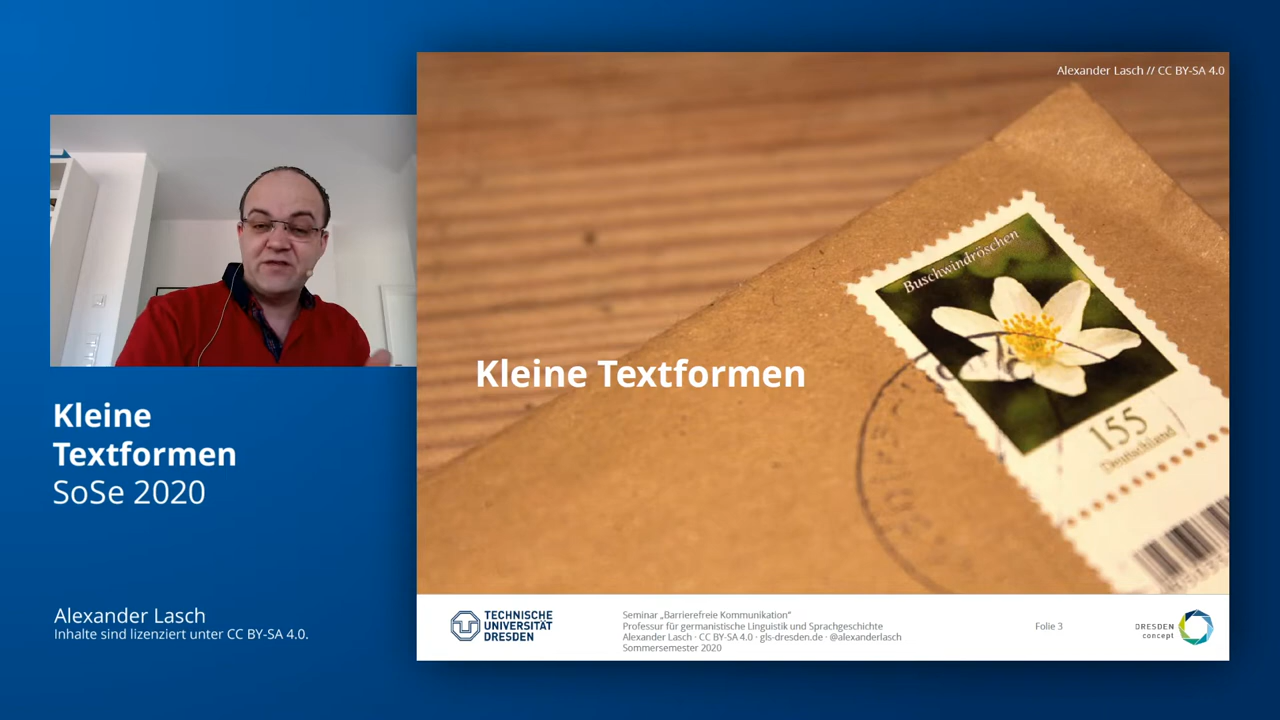 Alexander Lasch // CC BY-SA 4.0
Buschwindröschen
155
Deutschland
Kleine Textformen
Kleine
Textformen
SoSe 2020
Alexander Lasch
Inhalte sind lizenziert unter CC BY-SA 4.0.
TECHNISCHE
UNIVERSITÄT
DRESDEN
Seminar „Barrierefreie Kommunikation“
Professur für germanistische Linguistik und Sprachgeschichte
Alexander Lasch · CC BY-SA 4.0 · gls-dresden.de · @alexanderlasch
Sommersemester 2020
Folie 3
DRESDEN
concept